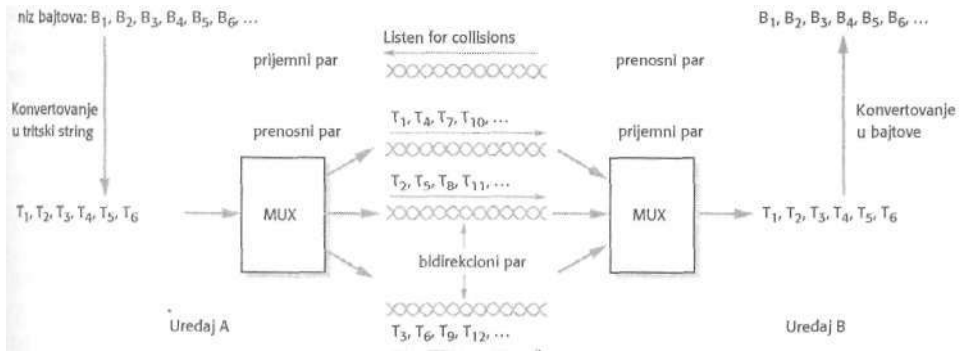 niz bajtova: B₁, B₂, B₃, B₄, B₅, B₆, ...
B₁, B₂, B₃, B₄, B₅, B₆, ...
Listen for collisions
prijemni par
prenosni par
Konvertovanje
u tritski string
T₁, T₄, T₇, T₁₀, ...
Konvertovanje
u bajtove
prenosni par
prijemni par
T₂, T₅, T₈, T₁₁, ...
T₁, T₂, T₃, T₄, T₅, T₆
MUX
MUX
T₁, T₂, T₃, T₄, T₅, T₆
bidirekcioni par
Uređaj A
T₃, T₆, T₉, T₁₂, ...
Uređaj B